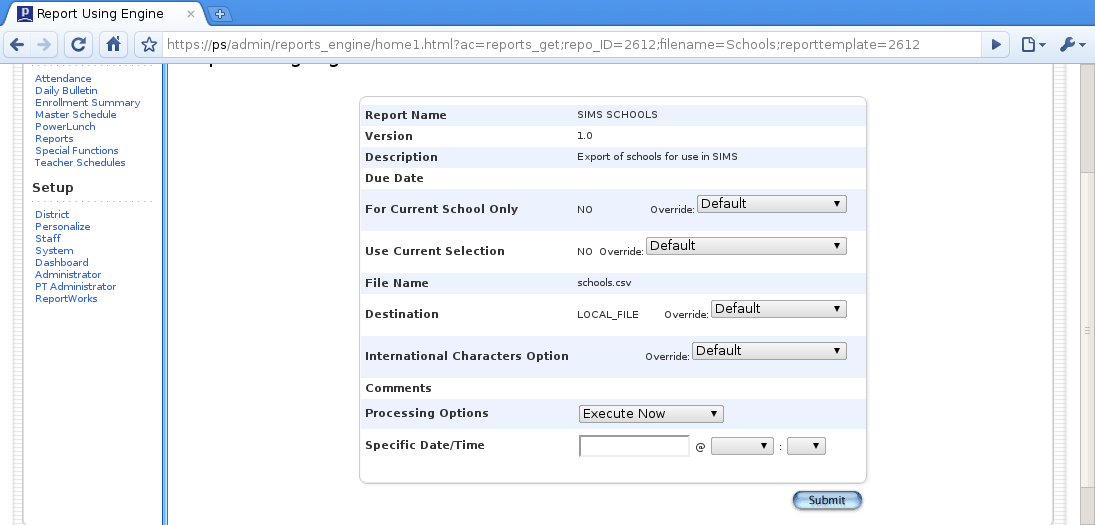 Report Using Engine
https://ps/admin/reports_engine/home1.html?ac=reports_get;repo_ID=2612;filename=Schools;reporttemplate=2612
Attendance
Daily Bulletin
Enrollment Summary
Master Schedule
PowerLunch
Reports
Special Functions
Teacher Schedules
Setup
District
Personalize
Staff
System
Dashboard
Administrator
PT Administrator
ReportWorks
Report Name SIMS SCHOOLS
Version 1.0
Description Export of schools for use in SIMS
Due Date
For Current School Only NO Override: Default
Use Current Selection NO Override: Default
File Name schools.csv
Destination LOCAL_FILE Override: Default
International Characters Option Override: Default
Comments
Processing Options Execute Now
Specific Date/Time @ :
Submit